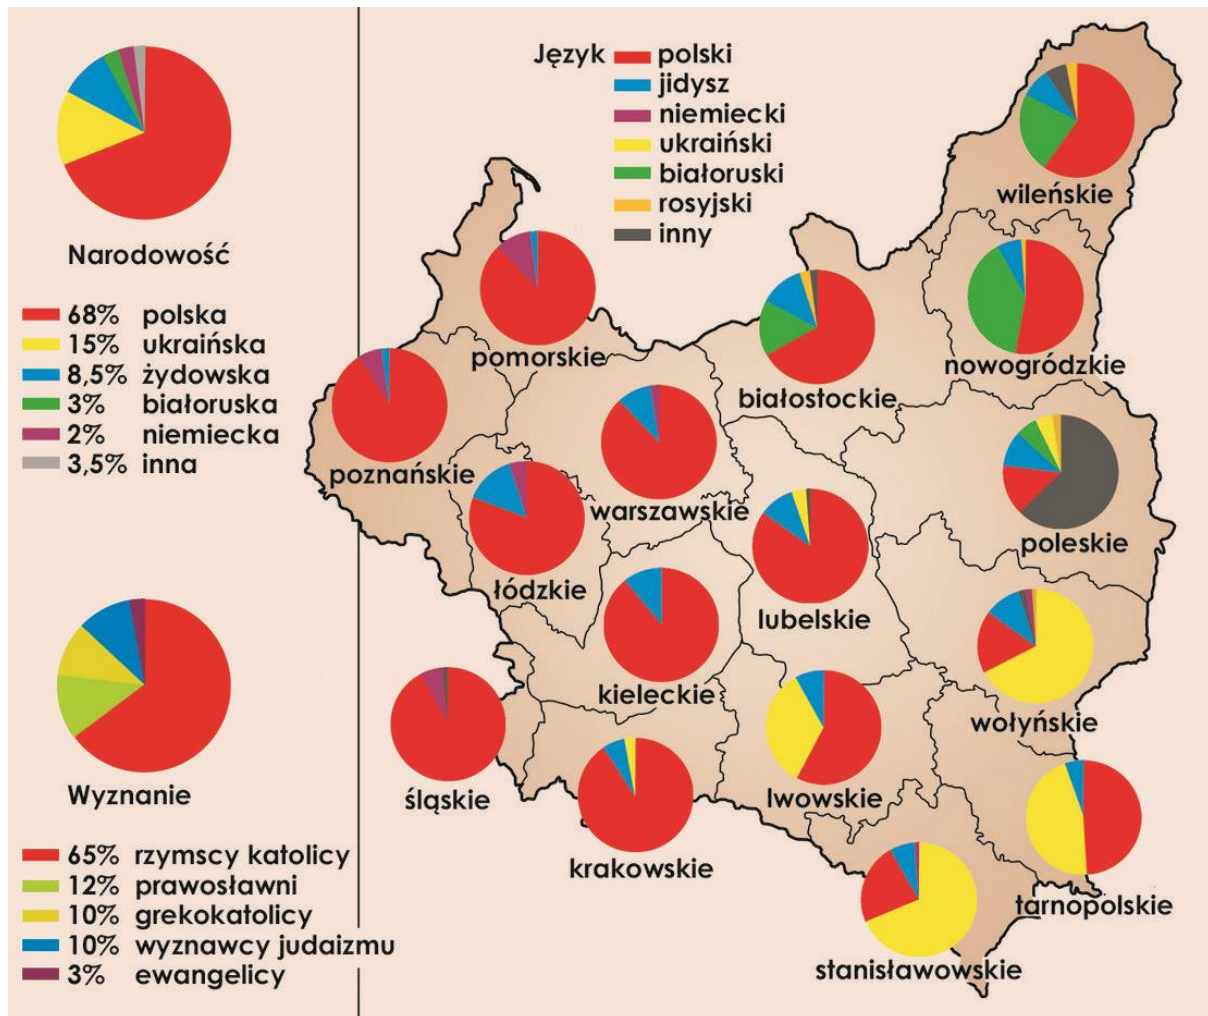 Narodowość
68% polska
15% ukraińska
8,5% żydowska
3% białoruska
2% niemiecka
3,5% inna
Wyznanie
65% rzymscy katolicy
12% prawosławni
10% grekokatolicy
10% wyznawcy judaizmu
3% ewangelicy
Język
polski
jidysz
niemiecki
ukraiński
białoruski
rosyjski
inny
wileńskie
pomorskie
nowogródzkie
białostockie
poznańskie
warszawskie
poleskie
łódzkie
lubelskie
kieleckie
wołyńskie
śląskie
lwowskie
krakowskie
tarnopolskie
stanisławowskie